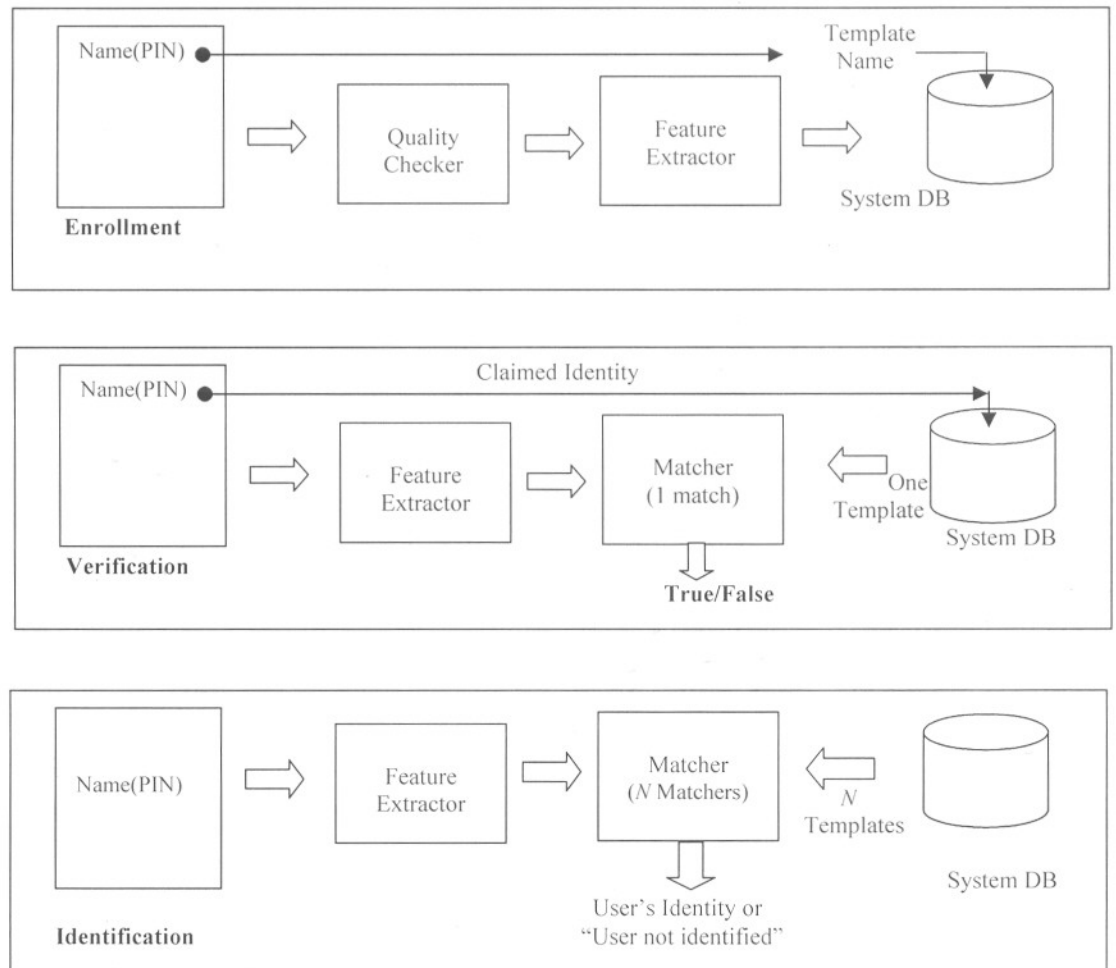 Name(PIN)
Template
Name
Quality
Checker
Feature
Extractor
System DB
Enrollment
Name(PIN)
Claimed Identity
Feature
Extractor
Matcher
(1 match)
One
Template
System DB
Verification
True/False
Name(PIN)
Feature
Extractor
Matcher
(N Matchers)
N
Templates
System DB
User's Identity or
“User not identified”
Identification